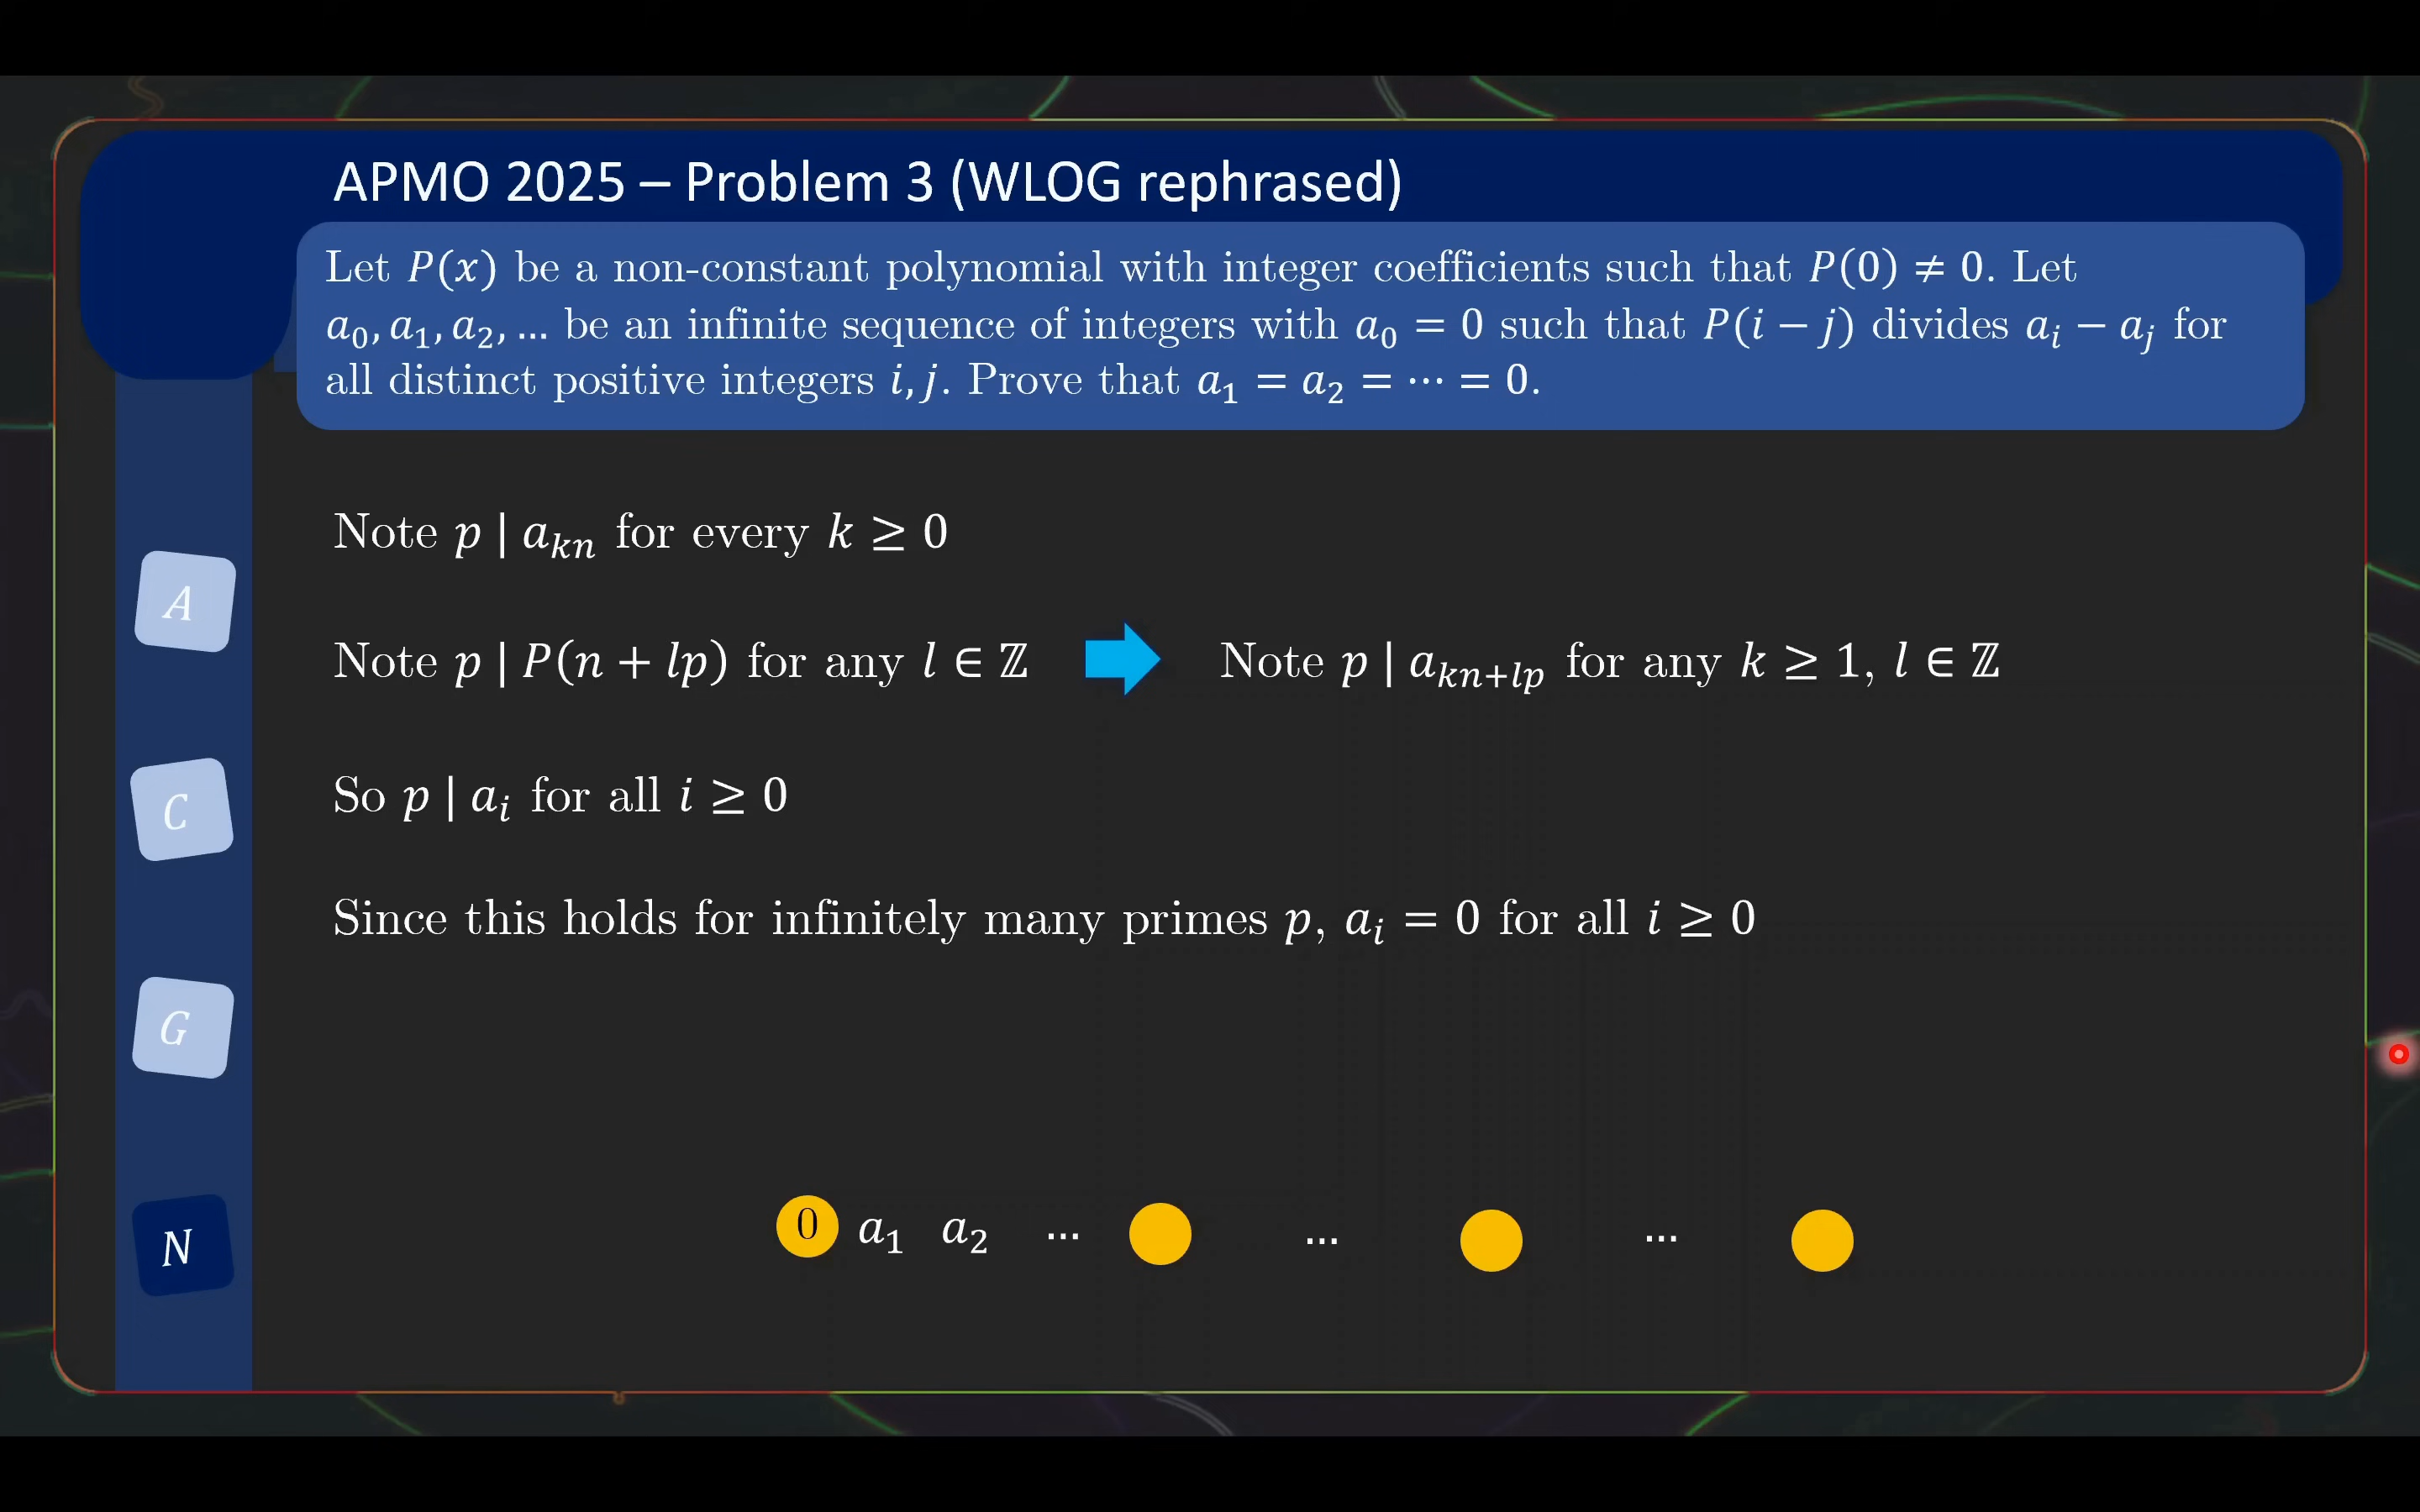 APMO 2025 – Problem 3 (WLOG rephrased)
Let P(x) be a non-constant polynomial with integer coefficients such that P(0) ≠ 0. Let
a₀, a₁, a₂, … be an infinite sequence of integers with a₀ = 0 such that P(i − j) divides aᵢ − aⱼ for
all distinct positive integers i, j. Prove that a₁ = a₂ = ⋯ = 0.
Note p | a_{kn} for every k ≥ 0
A
Note p | P(n + lp) for any l ∈ ℤ
Note p | a_{kn+lp} for any k ≥ 1, l ∈ ℤ
So p | aᵢ for all i ≥ 0
C
Since this holds for infinitely many primes p, aᵢ = 0 for all i ≥ 0
G
N
0 a₁ a₂ … … …